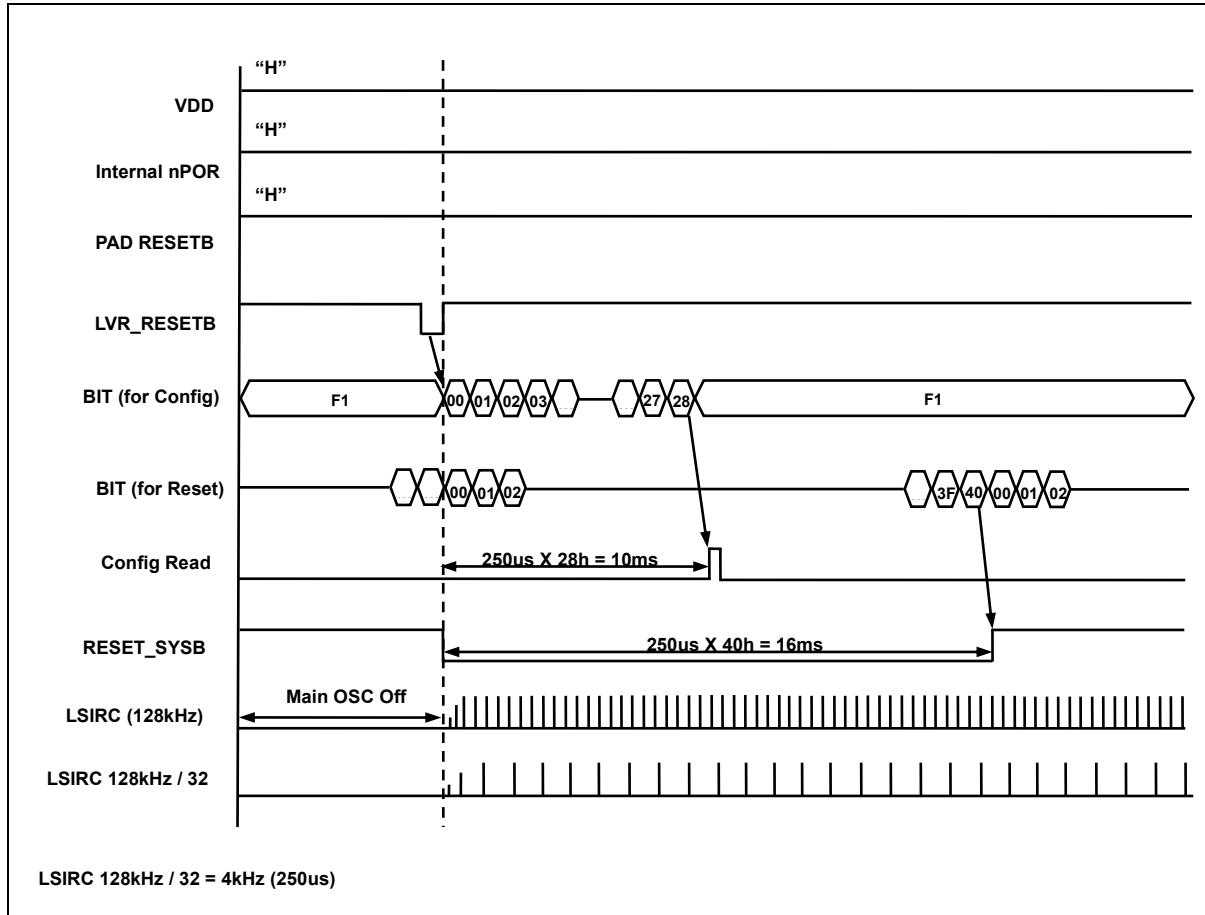 “H”
VDD
“H”
Internal nPOR
“H”
PAD RESETB
LVR_RESETB
BIT (for Config) F1 00 01 02 03 .. .. 27 28 F1
BIT (for Reset) .. .. 00 01 02 .. 3F 40 00 01 02
Config Read 250us X 28h = 10ms
RESET_SYSB 250us X 40h = 16ms
Main OSC Off
LSIRC (128kHz)
LSIRC 128kHz / 32
LSIRC 128kHz / 32 = 4kHz (250us)